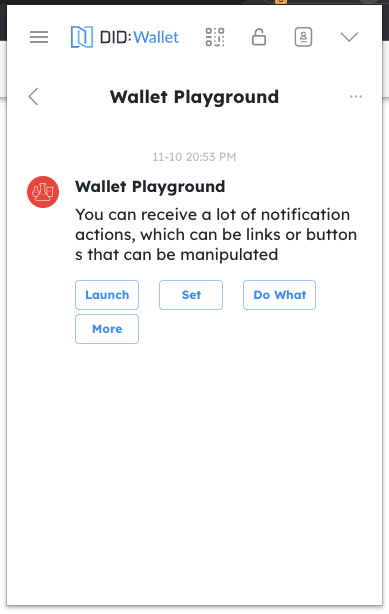 DID:Wallet
Wallet Playground
11-10 20:53 PM
Wallet Playground
You can receive a lot of notification
actions, which can be links or button
s that can be manipulated
Launch Set Do What
More